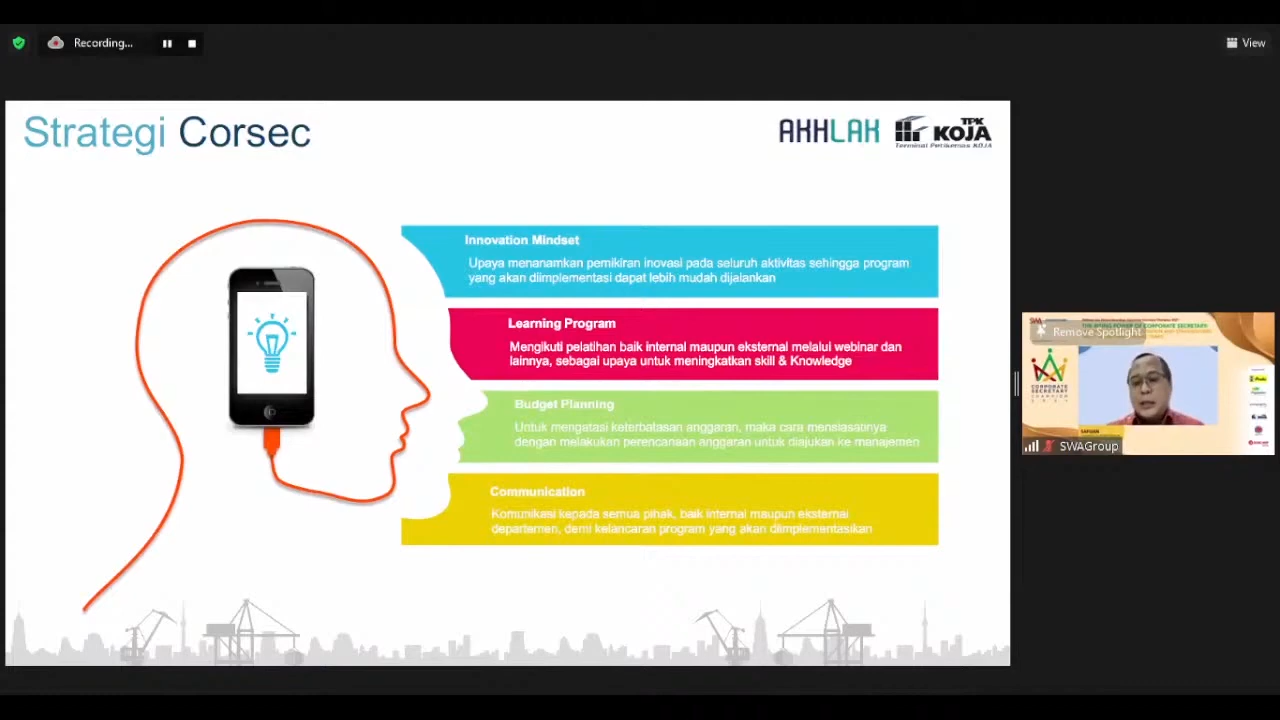 Recording...
View
Strategi Corsec
AKHLAK
TPK
KOJA
Terminal Petikemas KOJA
Innovation Mindset
Upaya menanamkan pemikiran inovasi pada seluruh aktivitas sehingga program
yang akan diimplementasi dapat lebih mudah dijalankan
Learning Program
Mengikuti pelatihan baik internal maupun eksternal melalui webinar dan
lainnya, sebagai upaya untuk meningkatkan skill & Knowledge
Budget Planning
Untuk mengatasi keterbatasan anggaran, maka cara mensiasatinya
dengan melakukan perencanaan anggaran untuk diajukan ke manajemen
Communication
Komunikasi kepada semua pihak, baik internal maupun eksternal
departemen, demi kelancaran program yang akan diimplementasikan
Remove Spotlight
CORPORATE
SECRETARY
SWAGroup